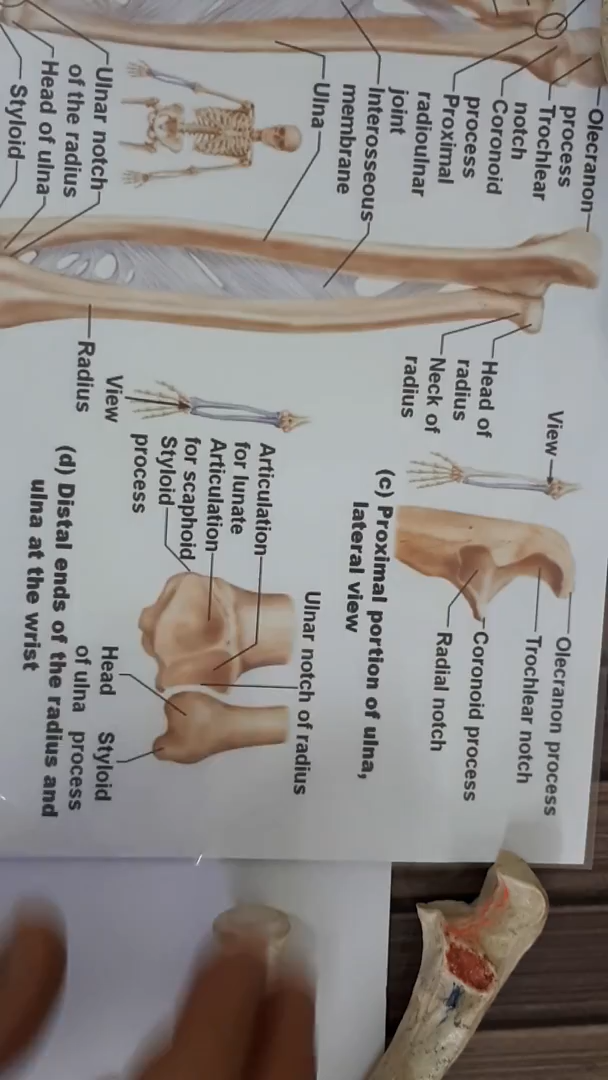 Olecranon
process
Trochlear
notch
Coronoid
process
Proximal
radioulnar
joint
Interosseous
membrane
Ulna
Ulnar notch
of the radius
Head of ulna
Styloid
Head of
radius
Neck of
radius
Radius
View
Olecranon process
Trochlear notch
Coronoid process
Radial notch
(c) Proximal portion of ulna,
lateral view
View
Articulation
for lunate
Articulation
for scaphoid
Styloid
process
Ulnar notch of radius
Head
of ulna
Styloid
process
(d) Distal ends of the radius and
ulna at the wrist